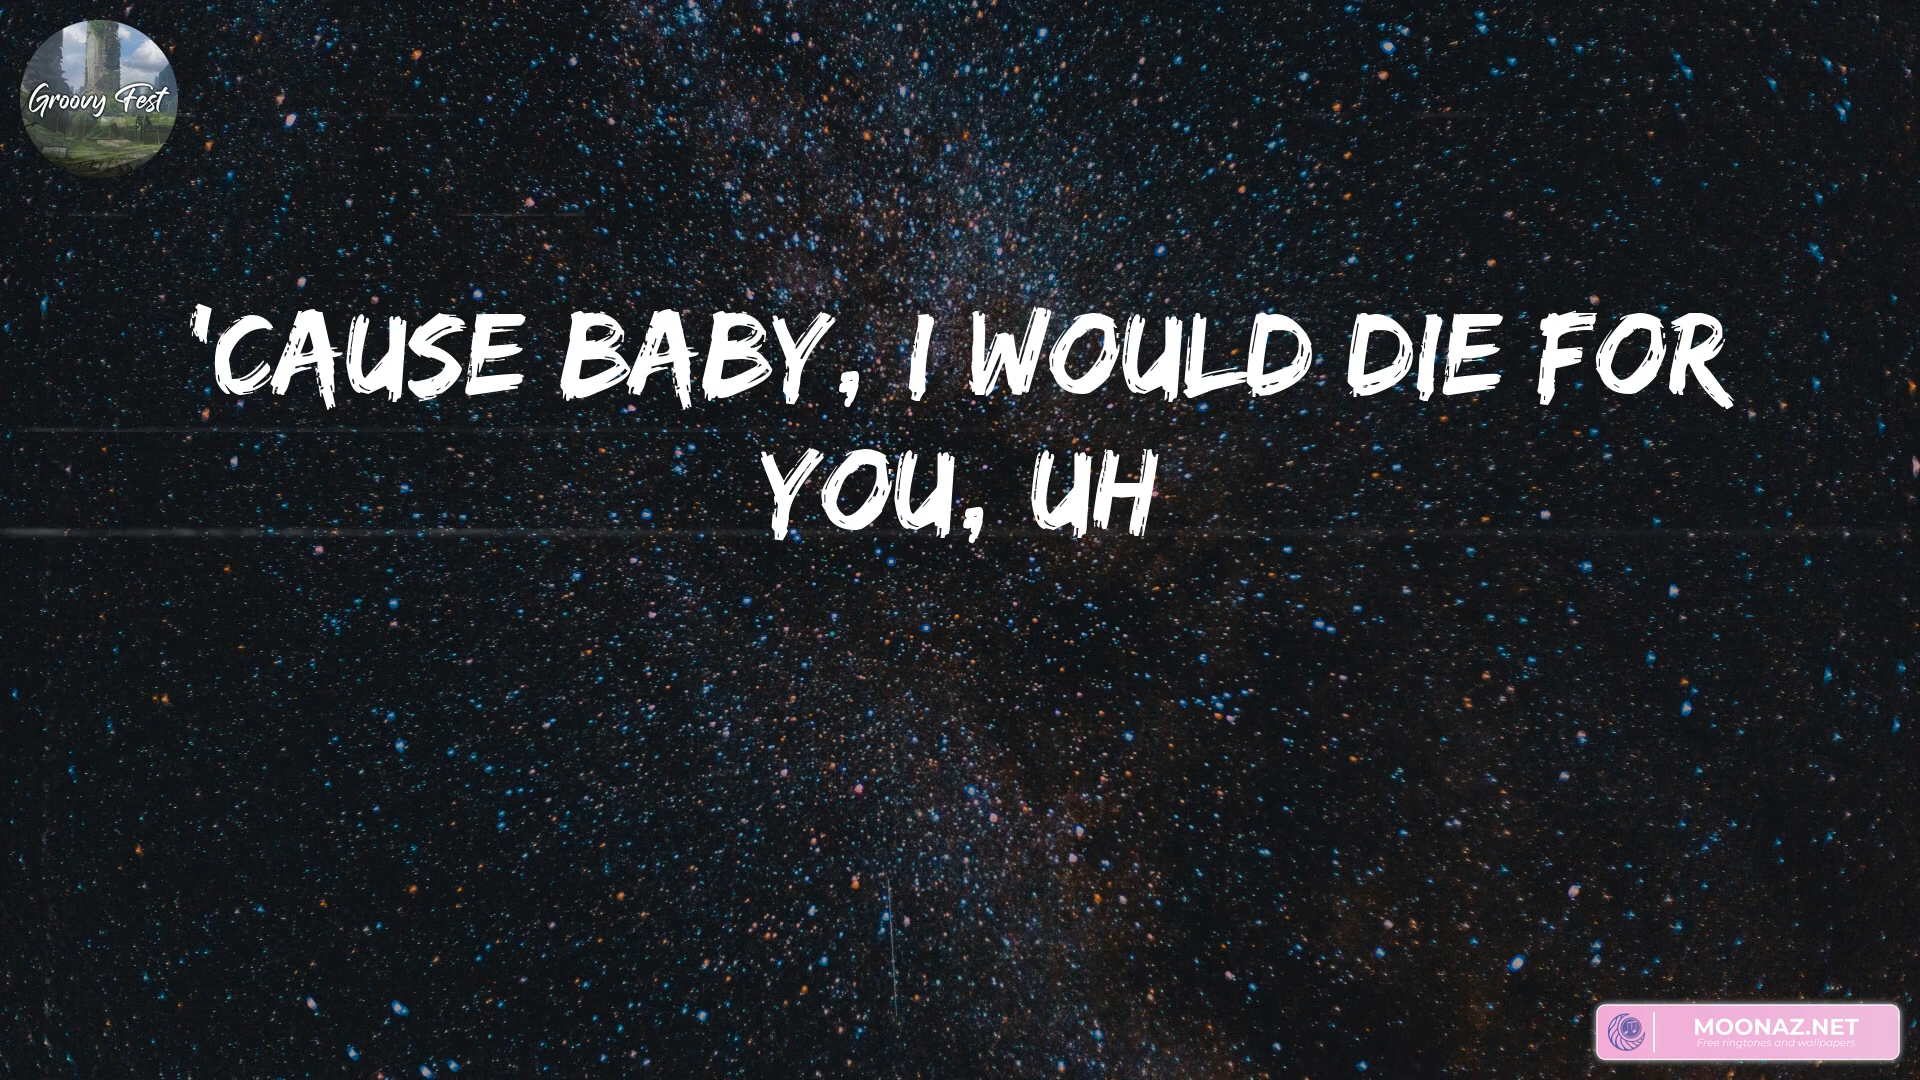 Groovy Fest
'CAUSE BABY, I WOULD DIE FOR
YOU, UH
MOONAZ.NET
Free ringtones and wallpapers